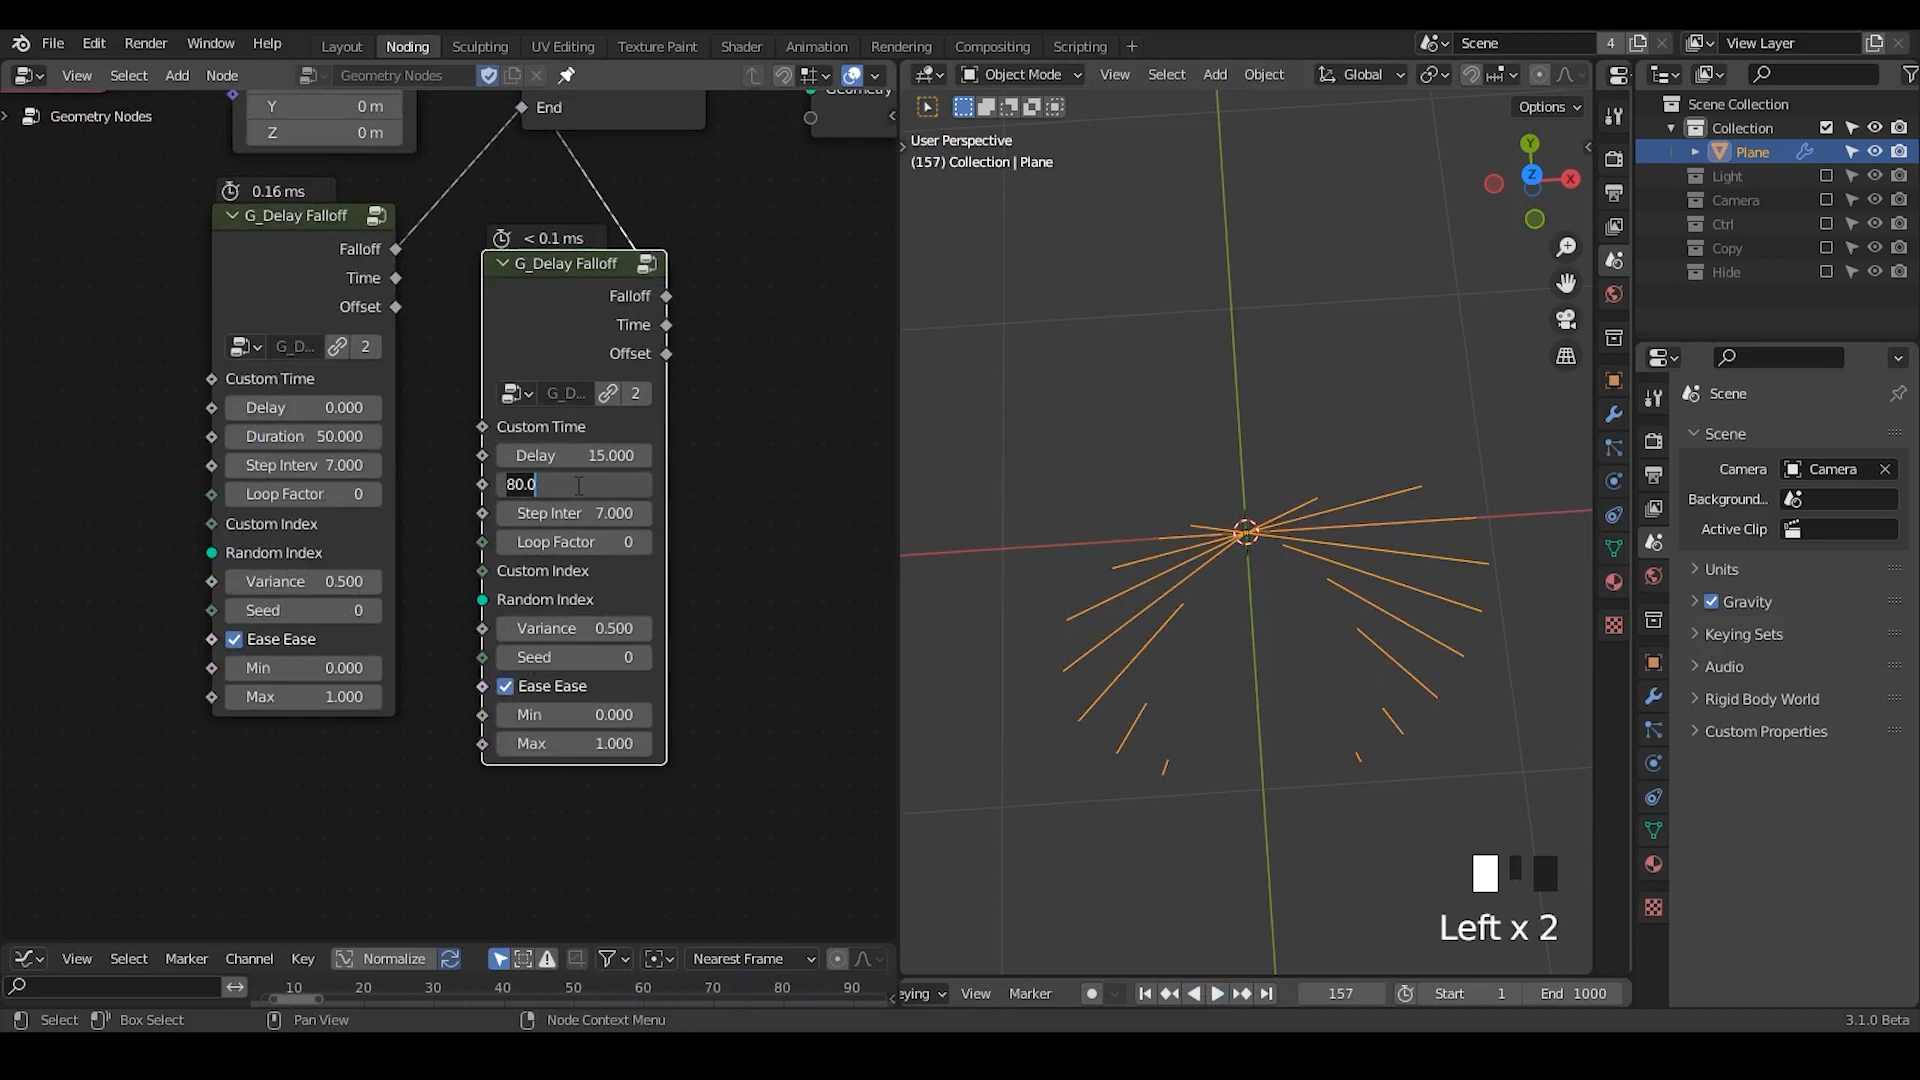 File Edit Render Window Help
Layout Noding Sculpting UV Editing Texture Paint Shader Animation Rendering Compositing Scripting +
Scene 4
View Layer
View Select Add Node
Geometry Nodes
Object Mode View Select Add Object
Global
Options
Geometry Nodes
Y 0 m
Z 0 m
End
Geometry
0.16 ms
G_Delay Falloff
Falloff
Time
Offset
G_D... 2
Custom Time
Delay 0.000
Duration 50.000
Step Interv 7.000
Loop Factor 0
Custom Index
Random Index
Variance 0.500
Seed 0
Ease Ease
Min 0.000
Max 1.000
< 0.1 ms
G_Delay Falloff
Falloff
Time
Offset
G_D... 2
Custom Time
Delay 15.000
80.0
Step Inter 7.000
Loop Factor 0
Custom Index
Random Index
Variance 0.500
Seed 0
Ease Ease
Min 0.000
Max 1.000
User Perspective
(157) Collection | Plane
Y
Z
X
Left x 2
Scene Collection
Collection
Plane
Light
Camera
Ctrl
Copy
Hide
Scene
Scene
Camera Camera
Background...
Active Clip
Units
Gravity
Keying Sets
Audio
Rigid Body World
Custom Properties
View Select Marker Channel Key Normalize Nearest Frame
10 20 30 40 50 60 70 80 90
eying View Marker 157 Start 1 End 1000
Select Box Select Pan View Node Context Menu 3.1.0 Beta